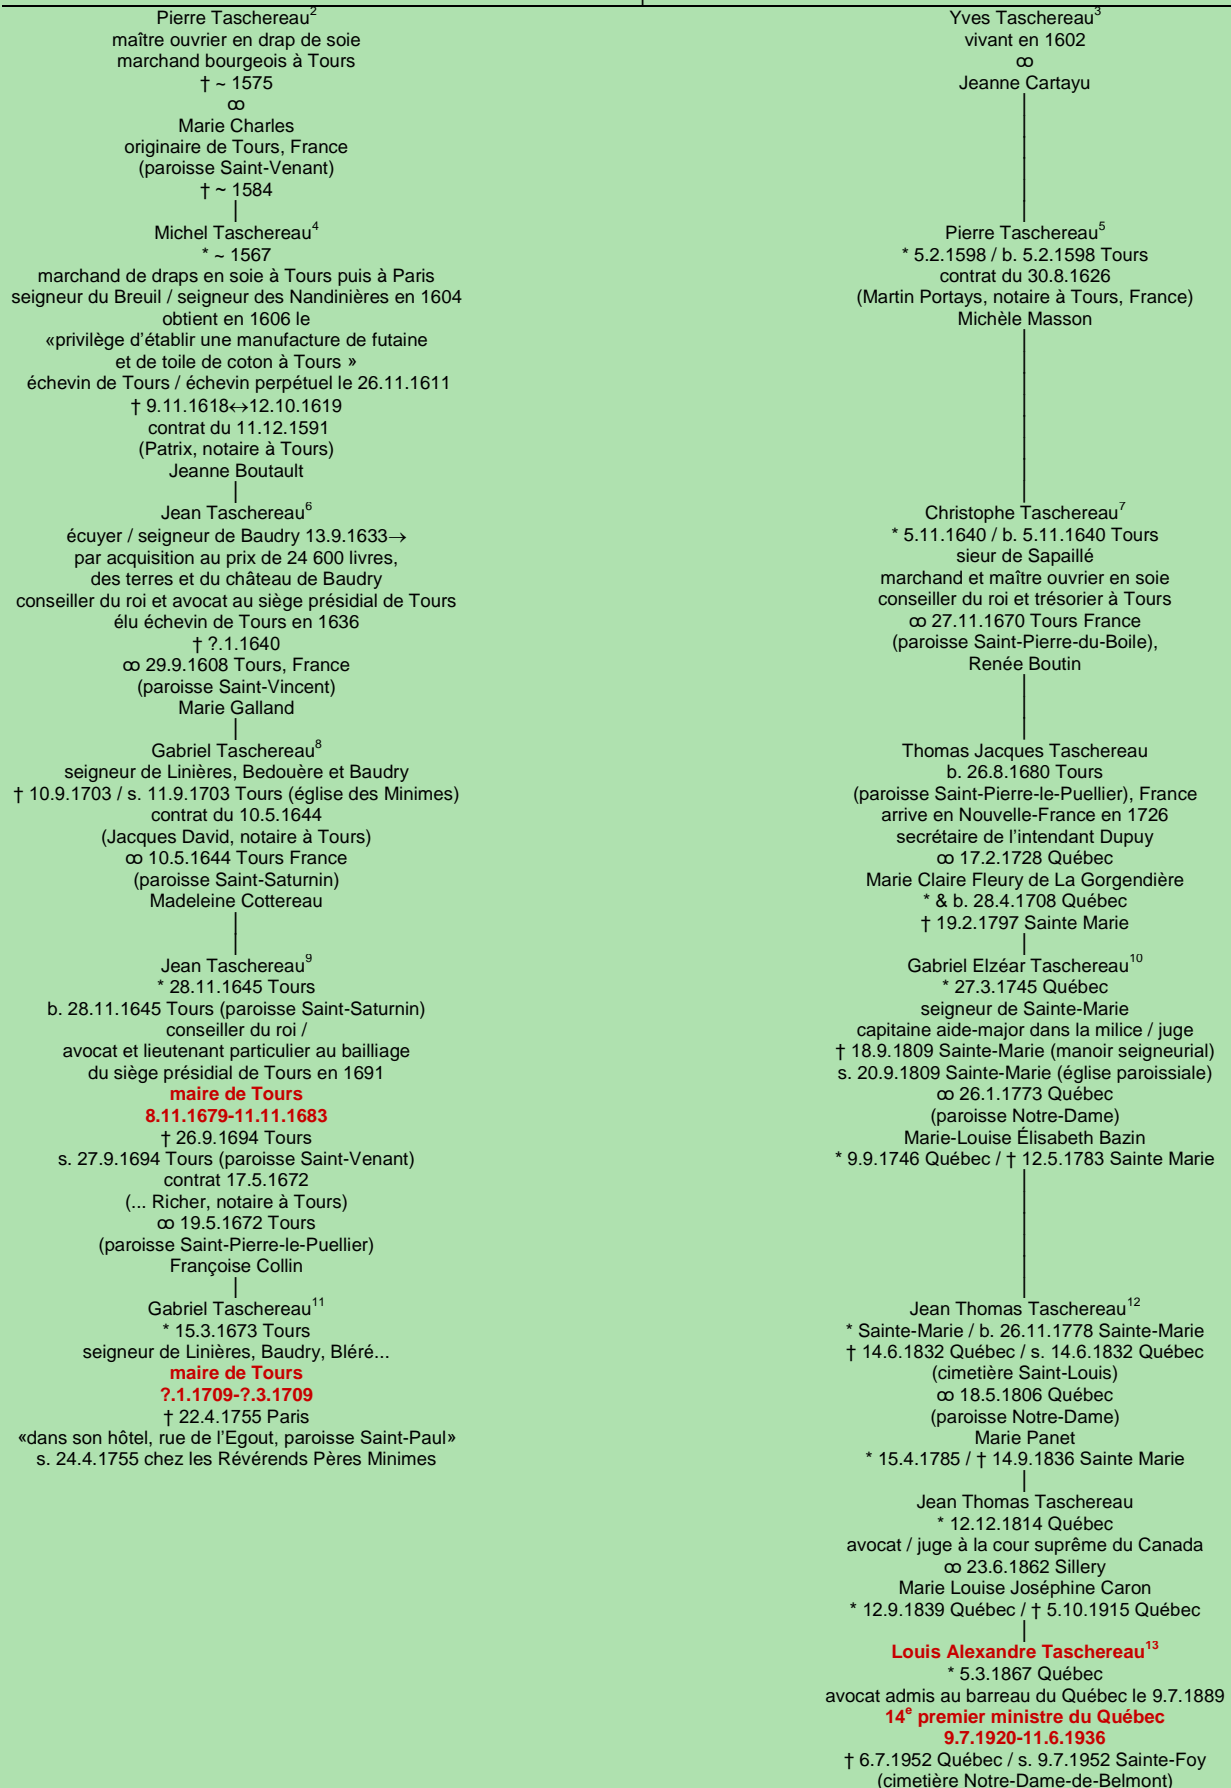 Pierre Taschereau²
maître ouvrier en drap de soie
marchand bourgeois à Tours
† ~ 1575
ꝏ
Marie Charles
originaire de Tours, France
(paroisse Saint-Venant)
† ~ 1584
Michel Taschereau⁴
* ~ 1567
marchand de draps en soie à Tours puis à Paris
seigneur du Breuil / seigneur des Nandinières en 1604
obtient en 1606 le
«privilège d’établir une manufacture de futaine
et de toile de coton à Tours »
échevin de Tours / échevin perpétuel le 26.11.1611
† 9.11.1618↔12.10.1619
contrat du 11.12.1591
(Patrix, notaire à Tours)
Jeanne Boutault
Jean Taschereau⁶
écuyer / seigneur de Baudry 13.9.1633→
par acquisition au prix de 24 600 livres,
des terres et du château de Baudry
conseiller du roi et avocat au siège présidial de Tours
élu échevin de Tours en 1636
† ?.1.1640
ꝏ 29.9.1608 Tours, France
(paroisse Saint-Vincent)
Marie Galland
Gabriel Taschereau⁸
seigneur de Linières, Bedouère et Baudry
† 10.9.1703 / s. 11.9.1703 Tours (église des Minimes)
contrat du 10.5.1644
(Jacques David, notaire à Tours)
ꝏ 10.5.1644 Tours France
(paroisse Saint-Saturnin)
Madeleine Cottereau
Jean Taschereau⁹
* 28.11.1645 Tours
b. 28.11.1645 Tours (paroisse Saint-Saturnin)
conseiller du roi /
avocat et lieutenant particulier au bailliage
du siège présidial de Tours en 1691
maire de Tours
8.11.1679-11.11.1683
† 26.9.1694 Tours
s. 27.9.1694 Tours (paroisse Saint-Venant)
contrat 17.5.1672
(... Richer, notaire à Tours)
ꝏ 19.5.1672 Tours
(paroisse Saint-Pierre-le-Puellier)
Françoise Collin
Gabriel Taschereau¹¹
* 15.3.1673 Tours
seigneur de Linières, Baudry, Bléré...
maire de Tours
?.1.1709-?.3.1709
† 22.4.1755 Paris
«dans son hôtel, rue de l’Egout, paroisse Saint-Paul»
s. 24.4.1755 chez les Révérends Pères Minimes
Yves Taschereau³
vivant en 1602
ꝏ
Jeanne Cartayu
Pierre Taschereau⁵
* 5.2.1598 / b. 5.2.1598 Tours
contrat du 30.8.1626
(Martin Portays, notaire à Tours, France)
Michèle Masson
Christophe Taschereau⁷
* 5.11.1640 / b. 5.11.1640 Tours
sieur de Sapaillé
marchand et maître ouvrier en soie
conseiller du roi et trésorier à Tours
ꝏ 27.11.1670 Tours France
(paroisse Saint-Pierre-du-Boile),
Renée Boutin
Thomas Jacques Taschereau
b. 26.8.1680 Tours
(paroisse Saint-Pierre-le-Puellier), France
arrive en Nouvelle-France en 1726
secrétaire de l’intendant Dupuy
ꝏ 17.2.1728 Québec
Marie Claire Fleury de La Gorgendière
* & b. 28.4.1708 Québec
† 19.2.1797 Sainte Marie
Gabriel Elzéar Taschereau¹⁰
* 27.3.1745 Québec
seigneur de Sainte-Marie
capitaine aide-major dans la milice / juge
† 18.9.1809 Sainte-Marie (manoir seigneurial)
s. 20.9.1809 Sainte-Marie (église paroissiale)
ꝏ 26.1.1773 Québec
(paroisse Notre-Dame)
Marie-Louise Élisabeth Bazin
* 9.9.1746 Québec / † 12.5.1783 Sainte Marie
Jean Thomas Taschereau¹²
* Sainte-Marie / b. 26.11.1778 Sainte-Marie
† 14.6.1832 Québec / s. 14.6.1832 Québec
(cimetière Saint-Louis)
ꝏ 18.5.1806 Québec
(paroisse Notre-Dame)
Marie Panet
* 15.4.1785 / † 14.9.1836 Sainte Marie
Jean Thomas Taschereau
* 12.12.1814 Québec
avocat / juge à la cour suprême du Canada
ꝏ 23.6.1862 Sillery
Marie Louise Joséphine Caron
* 12.9.1839 Québec / † 5.10.1915 Québec
Louis Alexandre Taschereau¹³
* 5.3.1867 Québec
avocat admis au barreau du Québec le 9.7.1889
14ᵉ premier ministre du Québec
9.7.1920-11.6.1936
† 6.7.1952 Québec / s. 9.7.1952 Sainte-Foy
(cimetière Notre-Dame-de-Belmont)